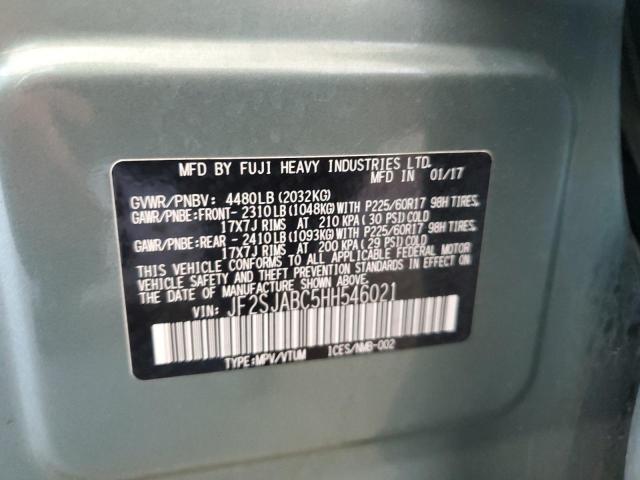 MFD BY FUJI HEAVY INDUSTRIES LTD.
MFD IN 01/17
GVWR/PNBV: 4480LB (2032KG)
GAWR/PNBE:FRONT- 2310LB (1048KG) WITH P225/60R17 98H TIRES,
17X7J RIMS AT 210 KPA (30 PSI) COLD
GAWR/PNBE:REAR - 2410LB (1093KG) WITH P225/60R17 98H TIRES,
17X7J RIMS AT 200 KPA (29 PSI) COLD
THIS VEHICLE CONFORMS TO ALL APPLICABLE FEDERAL MOTOR
VEHICLE SAFETY AND THEFT PREVENTION STANDARDS IN EFFECT ON THE
DATE OF MANUFACTURE SHOWN ABOVE.
VIN: JF2SJABC5HH546021
TYPE:MPV/VTUM ICES/NMB-002